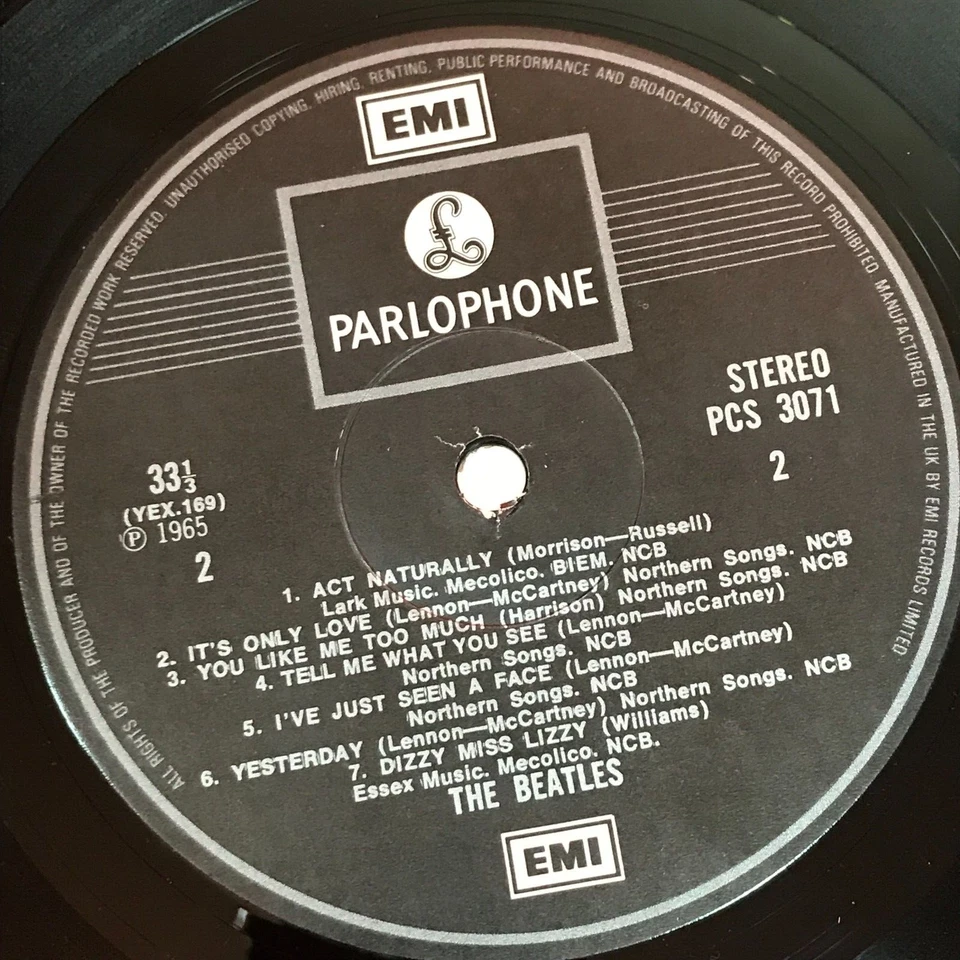 ALL RIGHTS OF THE PRODUCER AND OF THE OWNER OF THE RECORDED WORK RESERVED. UNAUTHORISED COPYING, HIRING, RENTING, PUBLIC PERFORMANCE AND BROADCASTING OF THIS RECORD PROHIBITED. MANUFACTURED IN THE UK BY EMI RECORDS LIMITED
EMI
£
PARLOPHONE
STEREO
PCS 3071
2
33⅓
(YEX.169)
Ⓟ 1965
2
1. ACT NATURALLY (Morrison—Russell)
Lark Music. Mecolico. BIEM. NCB
2. IT'S ONLY LOVE (Lennon—McCartney) Northern Songs. NCB
3. YOU LIKE ME TOO MUCH (Harrison) Northern Songs. NCB
4. TELL ME WHAT YOU SEE (Lennon—McCartney)
Northern Songs. NCB
5. I'VE JUST SEEN A FACE (Lennon—McCartney)
Northern Songs. NCB
6. YESTERDAY (Lennon—McCartney) Northern Songs. NCB
7. DIZZY MISS LIZZY (Williams)
Essex Music. Mecolico. NCB.
THE BEATLES
EMI